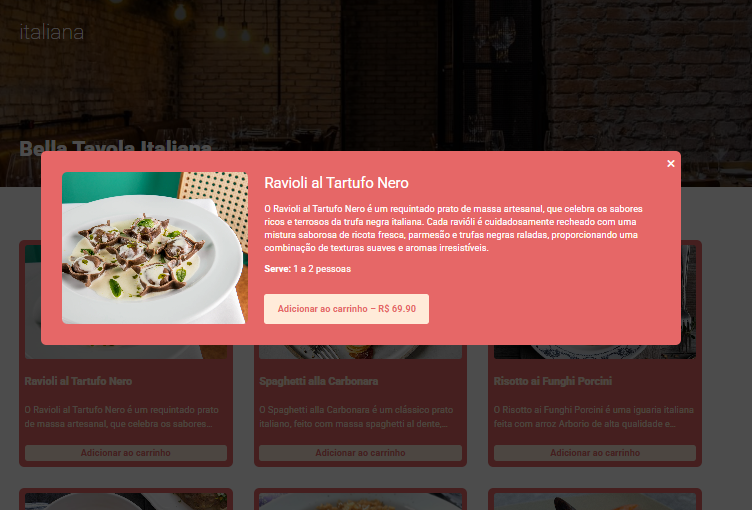 italiana
Bella Tavola Italiana
×
Ravioli al Tartufo Nero
O Ravioli al Tartufo Nero é um requintado prato de massa artesanal, que celebra os sabores
ricos e terrosos da trufa negra italiana. Cada ravióli é cuidadosamente recheado com uma
mistura saborosa de ricota fresca, parmesão e trufas negras raladas, proporcionando uma
combinação de texturas suaves e aromas irresistíveis.
Serve: 1 a 2 pessoas
Adicionar ao carrinho – R$ 69.90
Ravioli al Tartufo Nero
O Ravioli al Tartufo Nero é um requintado prato
de massa artesanal, que celebra os sabores...
Adicionar ao carrinho
Spaghetti alla Carbonara
O Spaghetti alla Carbonara é um clássico prato
italiano, feito com massa spaghetti al dente,...
Adicionar ao carrinho
Risotto ai Funghi Porcini
O Risotto ai Funghi Porcini é uma iguaria italiana
feita com arroz Arborio de alta qualidade e...
Adicionar ao carrinho